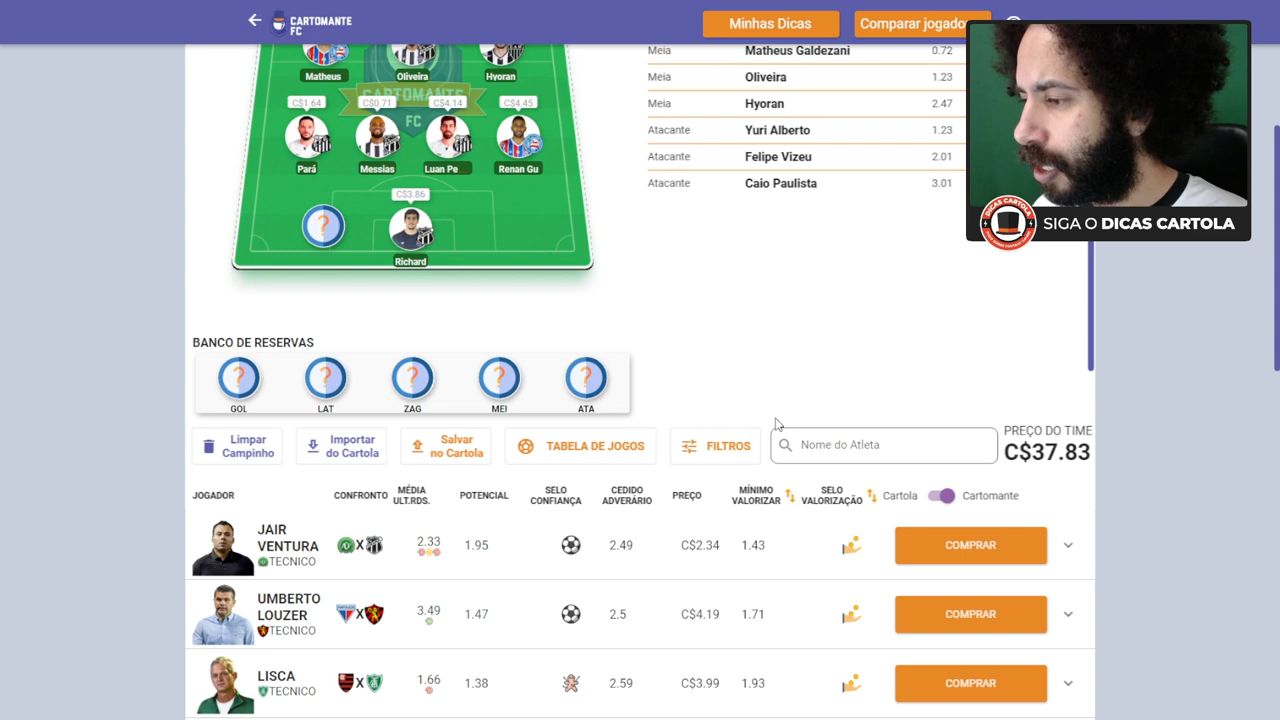 CARTOMANTE
FC
Minhas Dicas
Comparar jogado
Matheus
Oliveira
Hyoran
CARTOMANTE
FC
C$1.64
C$0.71
C$4.14
C$4.45
Pará
Messias
Luan Pe
Renan Gu
C$3.86
?
Richard
Meia Matheus Galdezani 0.72
Meia Oliveira 1.23
Meia Hyoran 2.47
Atacante Yuri Alberto 1.23
Atacante Felipe Vizeu 2.01
Atacante Caio Paulista 3.01
DICAS CARTOLA
SIGA O DICAS CARTOLA
BANCO DE RESERVAS
? ? ? ? ?
GOL LAT ZAG MEI ATA
Limpar
Campinho
Importar
do Cartola
Salvar
no Cartola
TABELA DE JOGOS
FILTROS
Nome do Atleta
PREÇO DO TIME
C$37.83
JOGADOR
CONFRONTO
MÉDIA
ULT.RDS.
POTENCIAL
SELO
CONFIANÇA
CEDIDO
ADVERÁRIO
PREÇO
MÍNIMO
VALORIZAR
SELO
VALORIZAÇÃO
Cartola
Cartomante
JAIR
VENTURA
TECNICO
X
2.33
1.95
2.49
C$2.34
1.43
COMPRAR
UMBERTO
LOUZER
TECNICO
X
3.49
1.47
2.5
C$4.19
1.71
COMPRAR
LISCA
TECNICO
X
1.66
1.38
2.59
C$3.99
1.93
COMPRAR